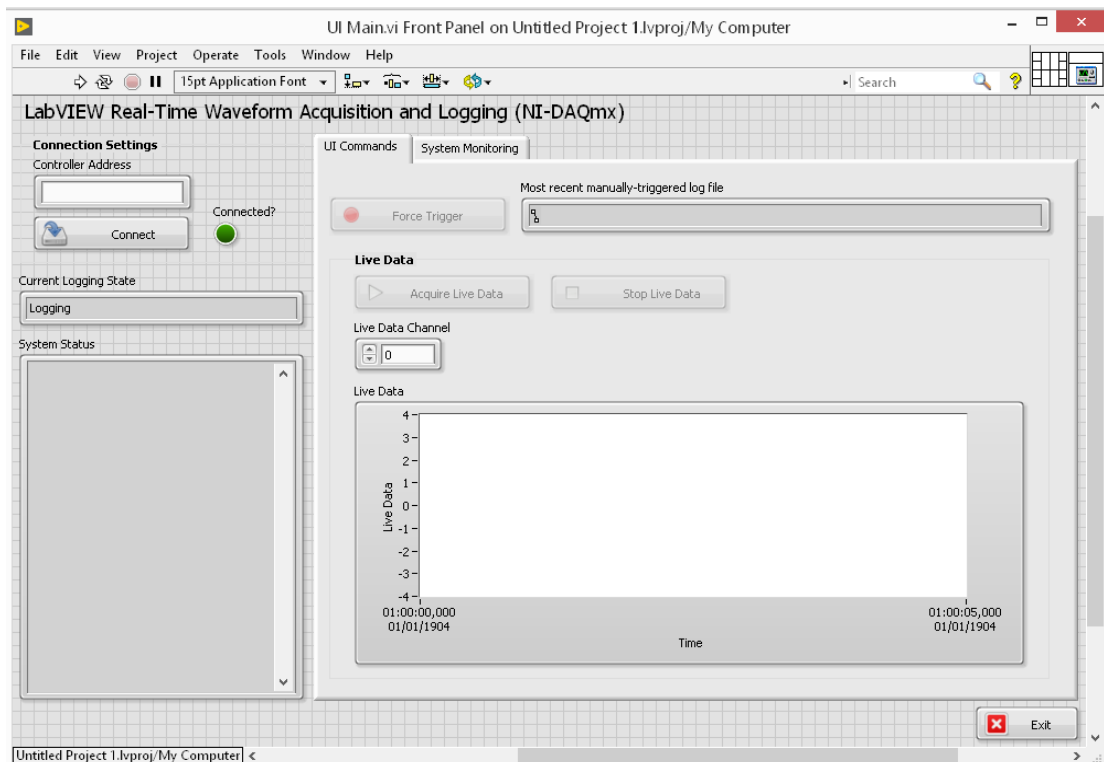 UI Main.vi Front Panel on Untitled Project 1.lvproj/My Computer
File Edit View Project Operate Tools Window Help
15pt Application Font
Search
LabVIEW Real-Time Waveform Acquisition and Logging (NI-DAQmx)
Connection Settings
Controller Address
Connected?
Connect
Current Logging State
Logging
System Status
UI Commands
System Monitoring
Most recent manually-triggered log file
Force Trigger
Live Data
Acquire Live Data
Stop Live Data
Live Data Channel
0
Live Data
4
3
2
1
0
-1
-2
-3
-4
Live Data
01:00:00,000
01/01/1904
01:00:05,000
01/01/1904
Time
Exit
Untitled Project 1.lvproj/My Computer